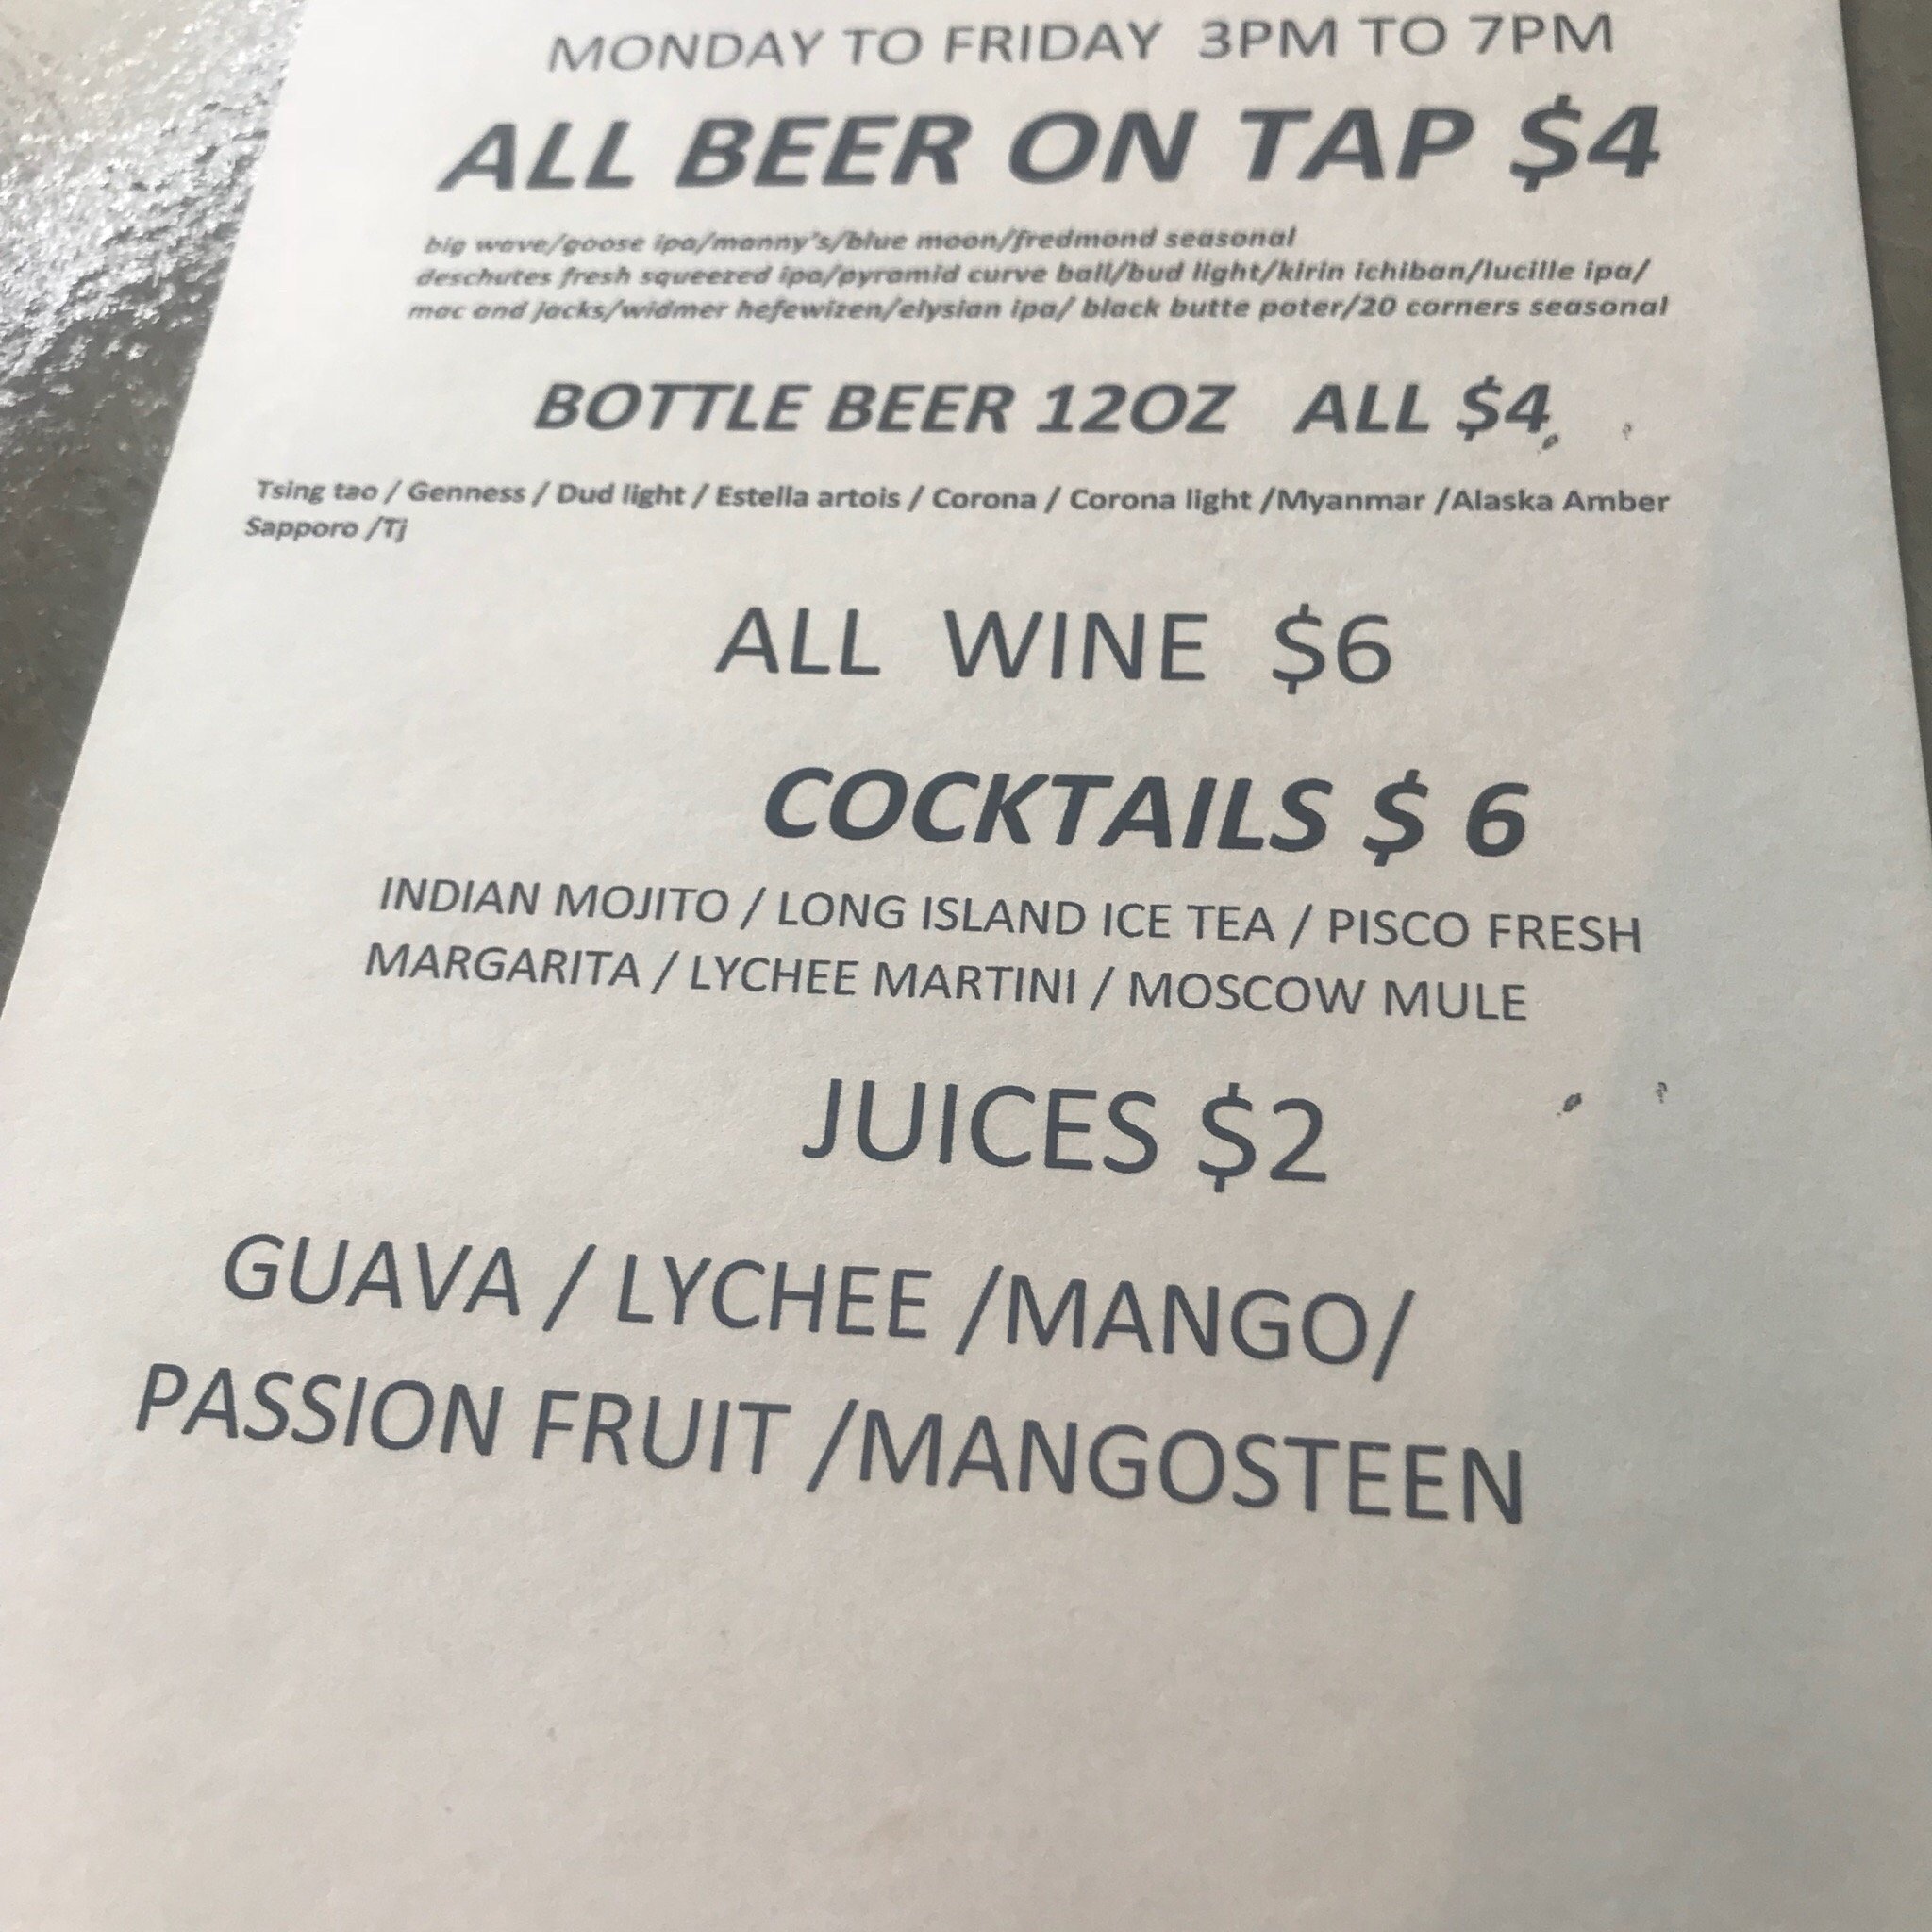 MONDAY TO FRIDAY 3PM TO 7PM
ALL BEER ON TAP $4
big wave/goose ipa/manny's/blue moon/fredmond seasonal
deschutes fresh squeezed ipa/pyramid curve ball/bud light/kirin ichiban/lucille ipa/
mac and jacks/widmer hefewizen/elysian ipa/ black butte poter/20 corners seasonal
BOTTLE BEER 12OZ ALL $4
Tsing tao / Genness / Dud light / Estella artois / Corona / Corona light /Myanmar /Alaska Amber
Sapporo /Tj
ALL WINE $6
COCKTAILS $ 6
INDIAN MOJITO / LONG ISLAND ICE TEA / PISCO FRESH
MARGARITA / LYCHEE MARTINI / MOSCOW MULE
JUICES $2
GUAVA / LYCHEE /MANGO/
PASSION FRUIT /MANGOSTEEN